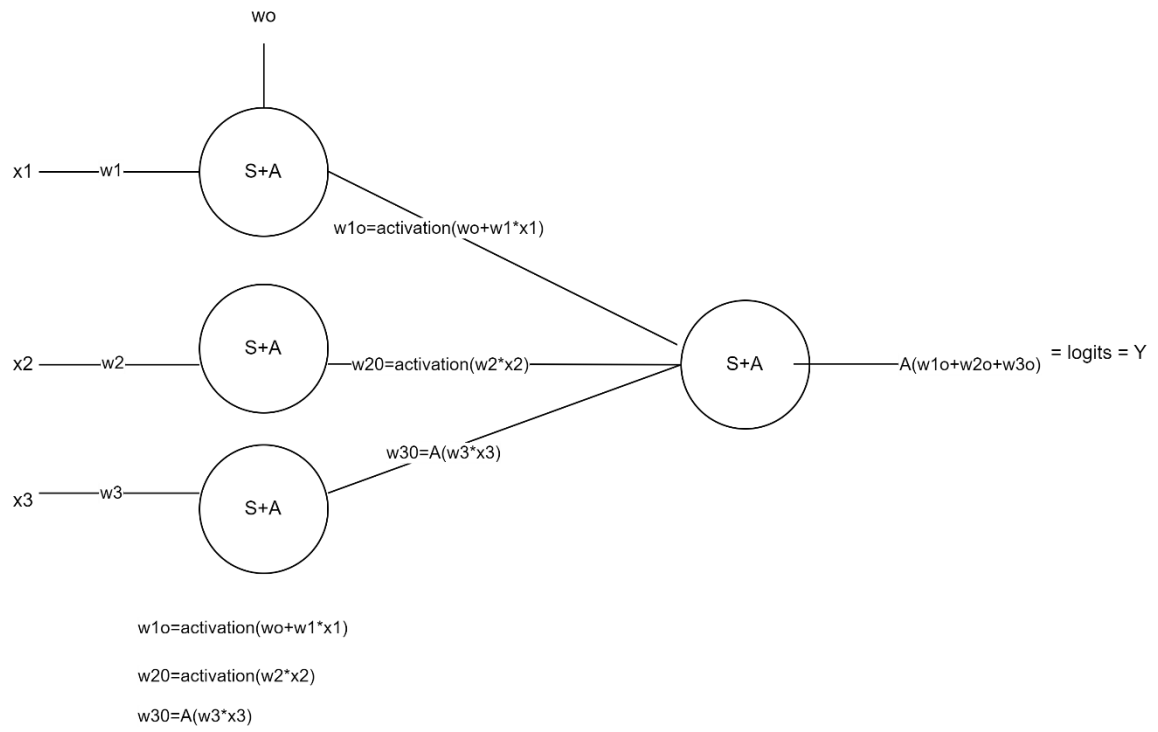 wo
x1
w1
S+A
w1o=activation(wo+w1*x1)
x2
w2
S+A
w20=activation(w2*x2)
S+A
A(w1o+w2o+w3o)
= logits = Y
w30=A(w3*x3)
x3
w3
S+A
w1o=activation(wo+w1*x1)
w20=activation(w2*x2)
w30=A(w3*x3)